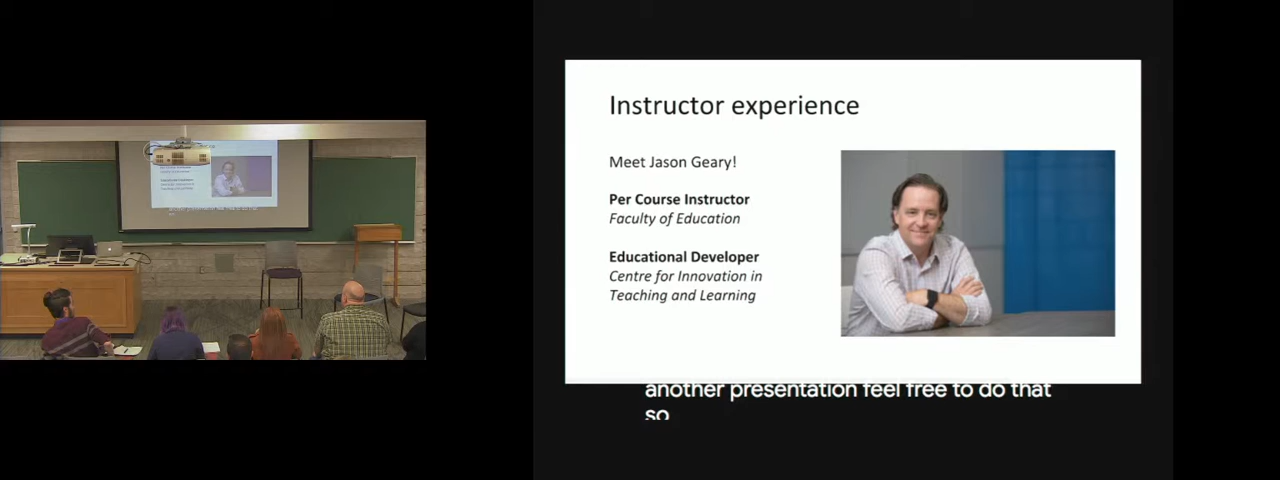 Instructor experience
Meet Jason Geary!
Per Course Instructor
Faculty of Education
Educational Developer
Centre for Innovation in
Teaching and Learning
another presentation feel free to do that
so